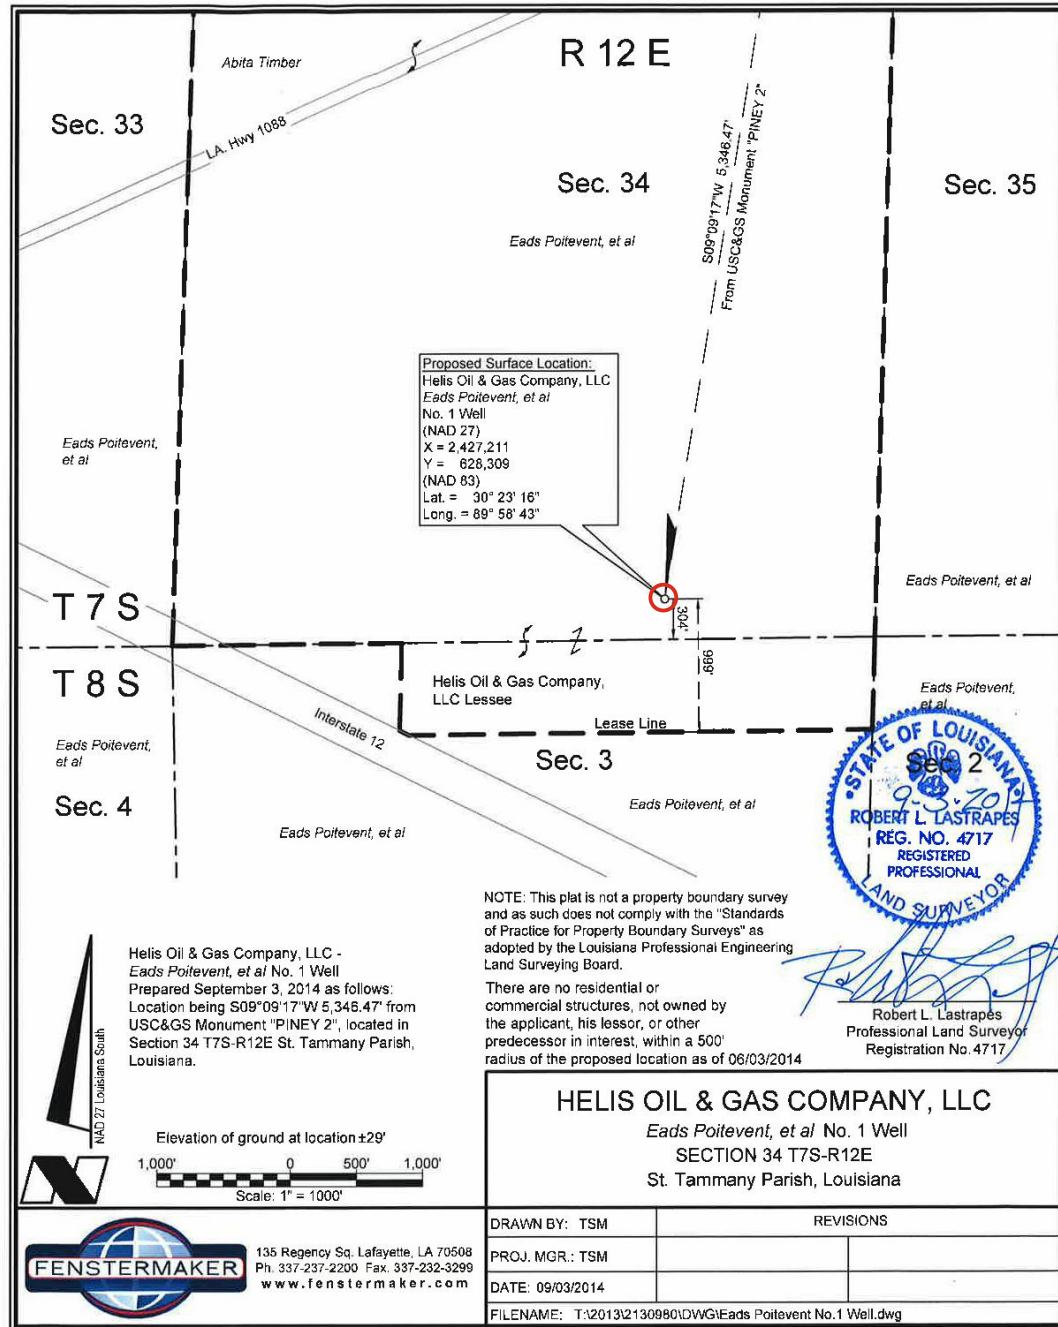 R 12 E
Abita Timber
Sec. 33
LA. Hwy 1088
Sec. 34
Sec. 35
S09°09'17"W 5,346.47'
From USC&GS Monument "PINEY 2"
Eads Poitevent, et al
Proposed Surface Location:
Helis Oil & Gas Company, LLC
Eads Poitevent, et al
No. 1 Well
(NAD 27)
X = 2,427,211
Y = 628,309
(NAD 83)
Lat. = 30° 23' 16"
Long. = 89° 58' 43"
Eads Poitevent,
et al
Eads Poitevent, et al
T 7 S
304'
999'
T 8 S
Helis Oil & Gas Company,
LLC Lessee
Eads Poitevent,
et al
Interstate 12
Lease Line
Eads Poitevent,
et al
Sec. 3
Sec. 2
Sec. 4
Eads Poitevent, et al
Eads Poitevent, et al
STATE OF LOUISIANA
9-3-2014
ROBERT L. LASTRAPES
REG. NO. 4717
REGISTERED
PROFESSIONAL
LAND SURVEYOR
NOTE: This plat is not a property boundary survey
and as such does not comply with the "Standards
of Practice for Property Boundary Surveys" as
adopted by the Louisiana Professional Engineering
Land Surveying Board.
There are no residential or
commercial structures, not owned by
the applicant, his lessor, or other
predecessor in interest, within a 500'
radius of the proposed location as of 06/03/2014
Robert L. Lastrapes
Professional Land Surveyor
Registration No. 4717
Helis Oil & Gas Company, LLC -
Eads Poitevent, et al No. 1 Well
Prepared September 3, 2014 as follows:
Location being S09°09'17"W 5,346.47' from
USC&GS Monument "PINEY 2", located in
Section 34 T7S-R12E St. Tammany Parish,
Louisiana.
NAD 27 Louisiana South
Elevation of ground at location ±29'
1,000' 0 500' 1,000'
Scale: 1" = 1000'
HELIS OIL & GAS COMPANY, LLC
Eads Poitevent, et al No. 1 Well
SECTION 34 T7S-R12E
St. Tammany Parish, Louisiana
FENSTERMAKER
135 Regency Sq. Lafayette, LA 70508
Ph. 337-237-2200 Fax. 337-232-3299
www.fenstermaker.com
DRAWN BY: TSM
REVISIONS
PROJ. MGR.: TSM
DATE: 09/03/2014
FILENAME: T:\2013\2130980\DWG\Eads Poitevent No.1 Well.dwg